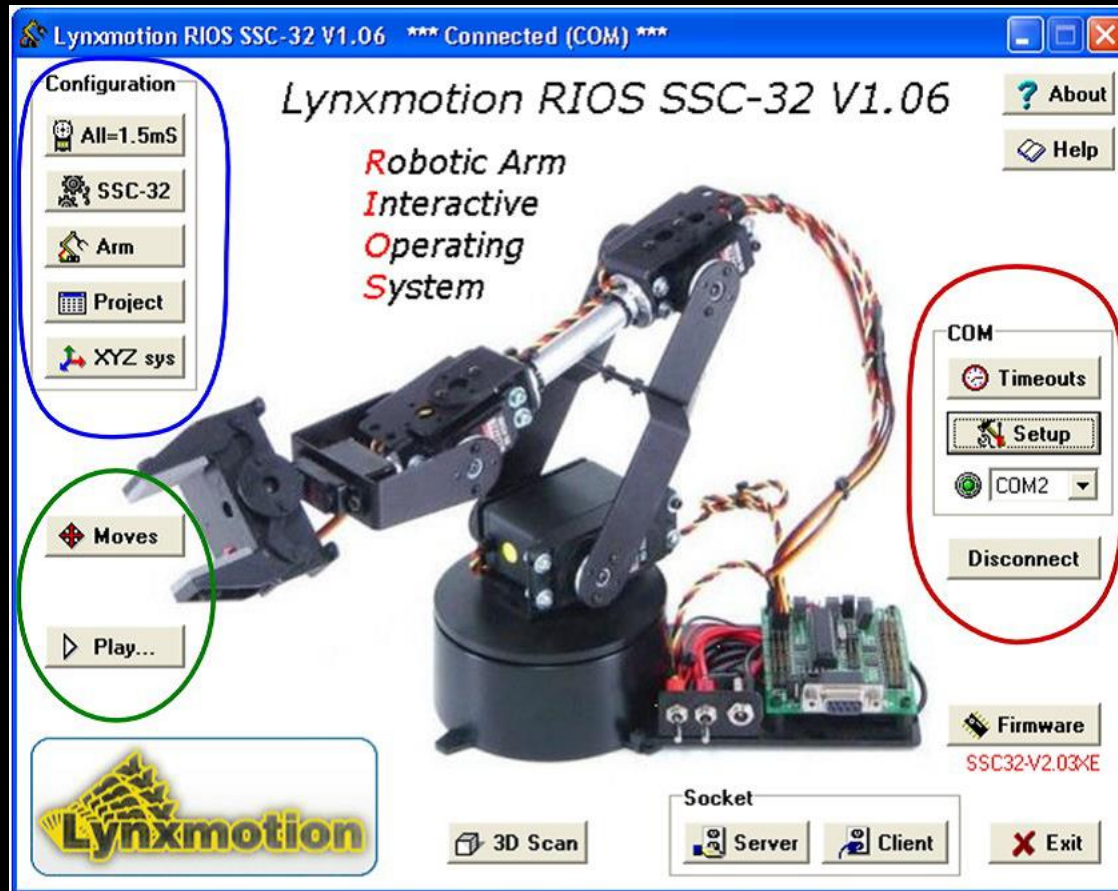 Lynxmotion RIOS SSC-32 V1.06 *** Connected (COM) ***
Configuration
All=1.5mS
SSC-32
Arm
Project
XYZ sys
Lynxmotion RIOS SSC-32 V1.06
Robotic Arm
Interactive
Operating
System
About
Help
COM
Timeouts
Setup
COM2
Disconnect
Moves
Play...
Firmware
SSC32-V2.03XE
Lynxmotion
3D Scan
Socket
Server
Client
Exit